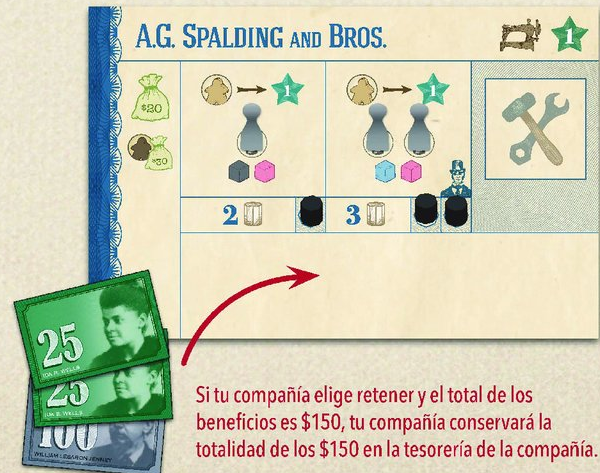 A.G. SPALDING AND BROS.
1
$20
1
1
$30
2
3
25
IDA B. WELLS
25
IDA B. WELLS
100
WILLIAM LEBARON JENNEY
Si tu compañía elige retener y el total de los
beneficios es $150, tu compañía conservará la
totalidad de los $150 en la tesorería de la compañía.